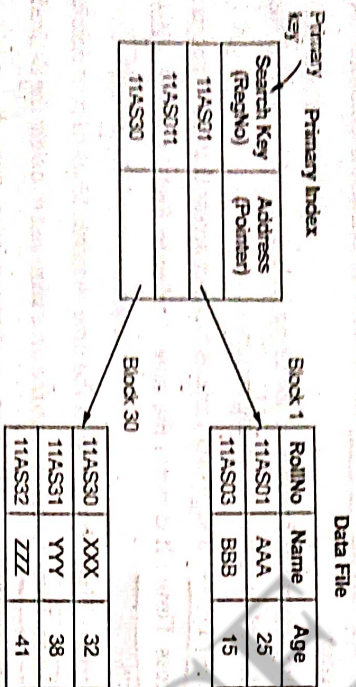 Primary key
Primary Index
Search Key (RegNo)
Address (Pointer)
11AS01
11AS011
11AS30
Data File
Block 1
RollNo Name Age
11AS01 AAA 25
11AS03 BBB 15
Block 30
11AS30 XXX 32
11AS31 YYY 38
11AS32 ZZZ 41